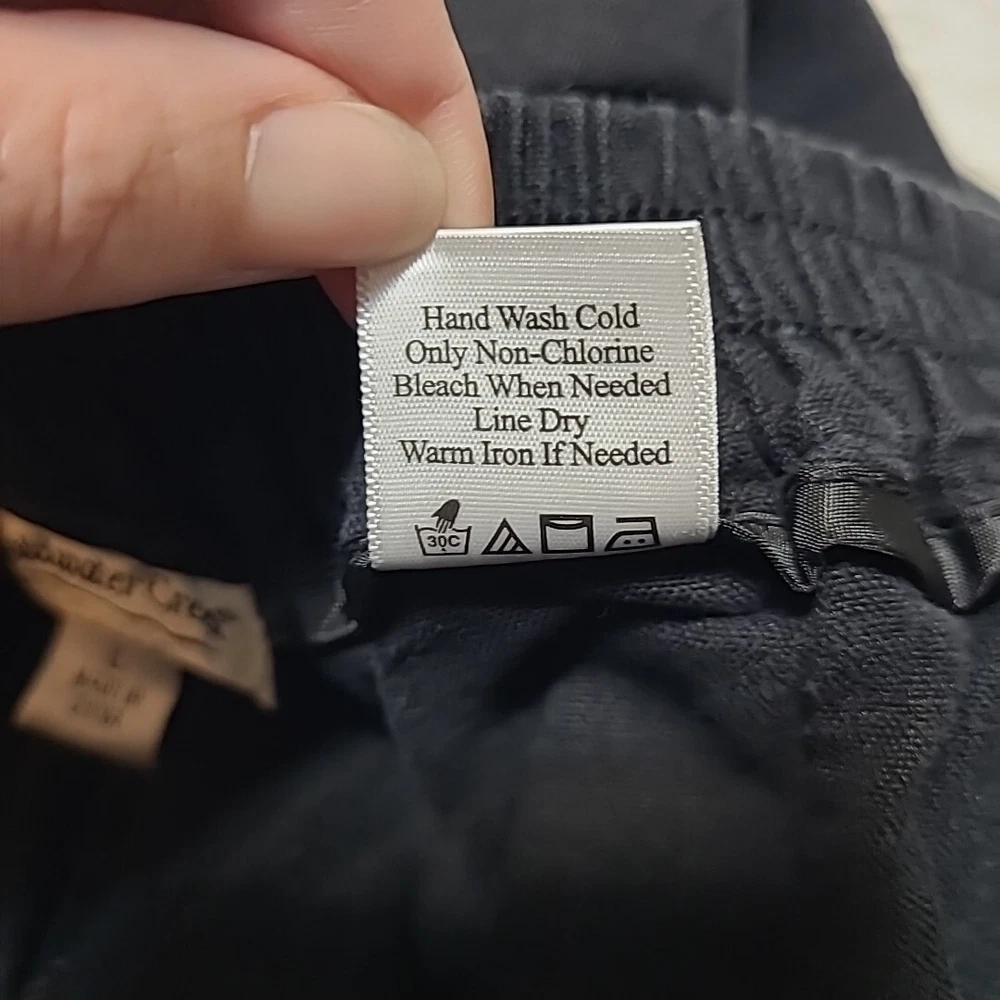 Hand Wash Cold
Only Non-Chlorine
Bleach When Needed
Line Dry
Warm Iron If Needed
30C
L